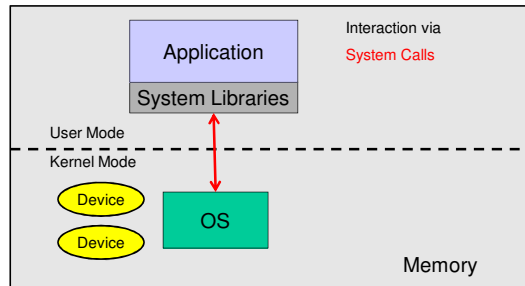 Application
System Libraries
Interaction via
System Calls
User Mode
Kernel Mode
Device
Device
OS
Memory